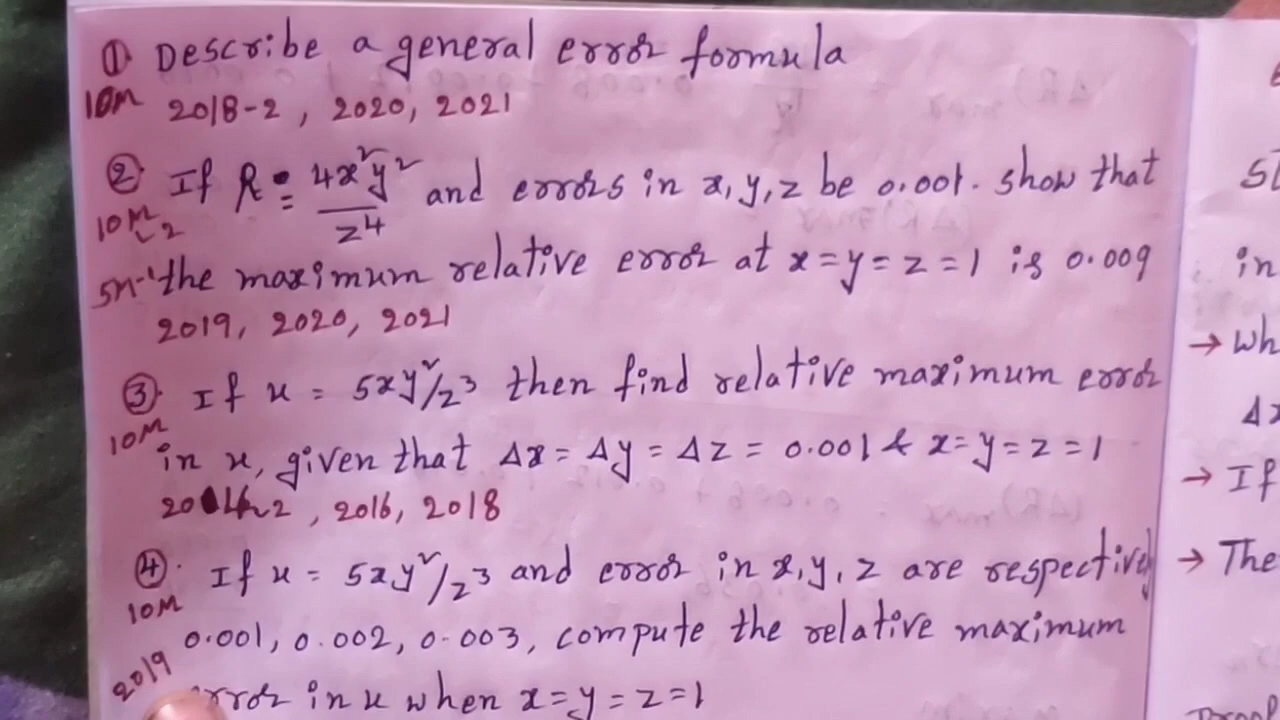 ① Describe a general error formula
10M 2018-2, 2020, 2021
② If R = 4x²y²/z⁴ and errors in x, y, z be 0.001. show that
10M-2
5M-1 the maximum relative error at x=y=z=1 is 0.009
2019, 2020, 2021
③ If u = 5xy²/z³ then find relative maximum error
10M
in u, given that Δx = Δy = Δz = 0.001 & x=y=z=1
2, 2016, 2018
④. If u = 5xy²/z³ and error in x, y, z are respectively
10M
0.001, 0.002, 0.003, compute the relative maximum
2019
error in u when x=y=z=1
in
→ Wh
→ If
→ The